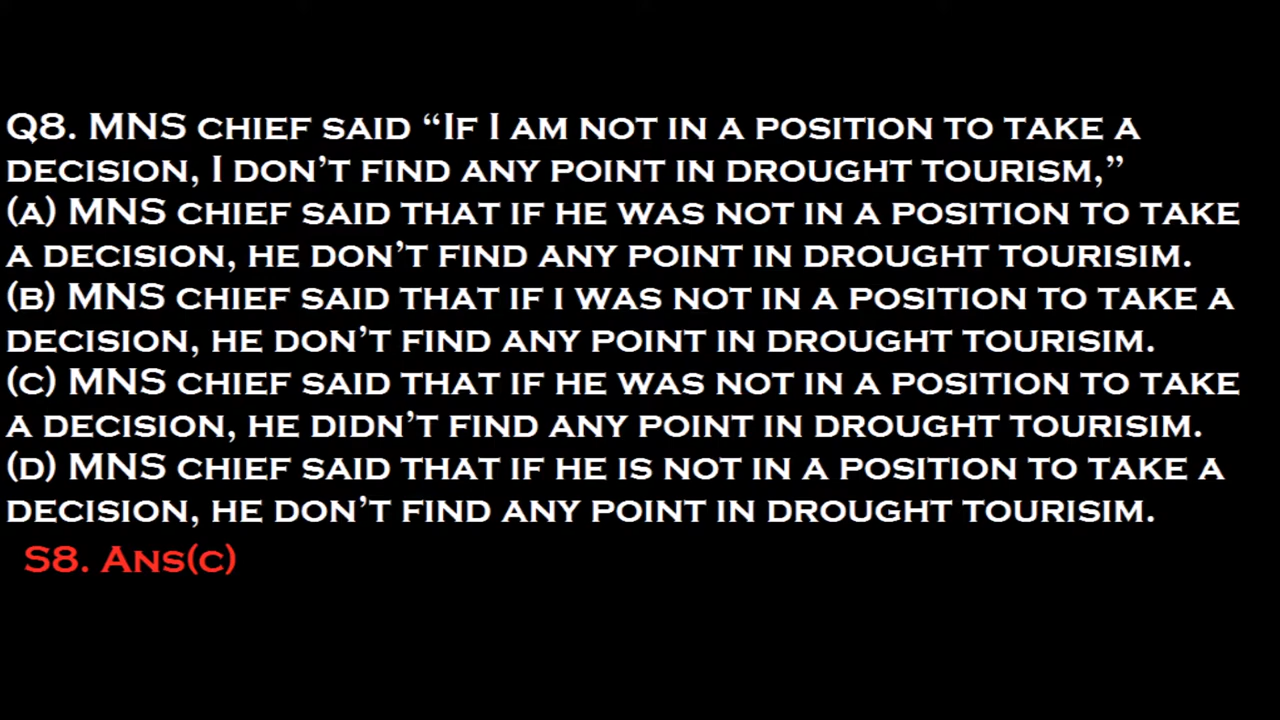 Q8. MNS CHIEF SAID “IF I AM NOT IN A POSITION TO TAKE A
DECISION, I DON’T FIND ANY POINT IN DROUGHT TOURISM,”
(A) MNS CHIEF SAID THAT IF HE WAS NOT IN A POSITION TO TAKE
A DECISION, HE DON’T FIND ANY POINT IN DROUGHT TOURISIM.
(B) MNS CHIEF SAID THAT IF I WAS NOT IN A POSITION TO TAKE A
DECISION, HE DON’T FIND ANY POINT IN DROUGHT TOURISIM.
(C) MNS CHIEF SAID THAT IF HE WAS NOT IN A POSITION TO TAKE
A DECISION, HE DIDN’T FIND ANY POINT IN DROUGHT TOURISIM.
(D) MNS CHIEF SAID THAT IF HE IS NOT IN A POSITION TO TAKE A
DECISION, HE DON’T FIND ANY POINT IN DROUGHT TOURISIM.
S8. ANS(C)